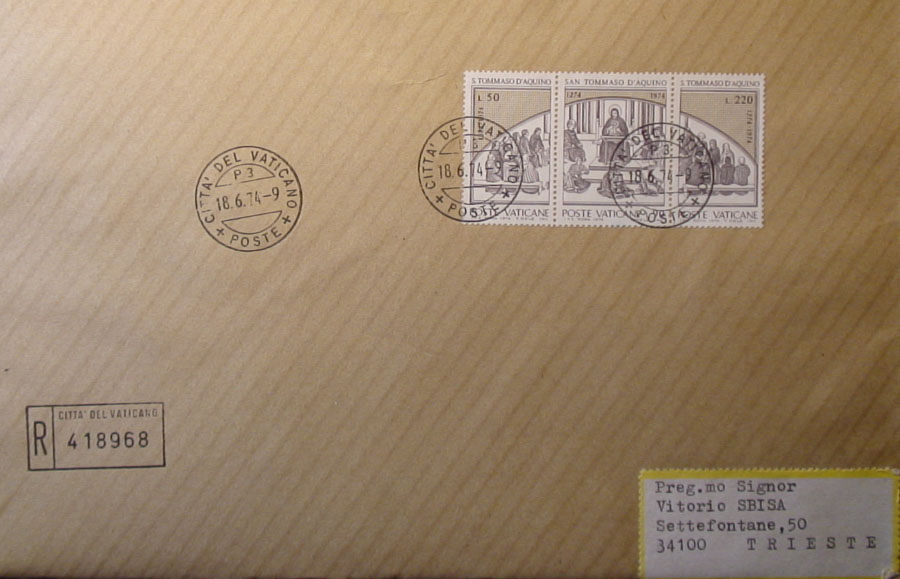 S. TOMMASO D'AQUINO
L. 50
POSTE VATICANE
SAN TOMMASO D'AQUINO
1274 1974
POSTE VATICANE
S. TOMMASO D'AQUINO
L. 220
1274-1974
POSTE VATICANE
CITTA' DEL VATICANO
P 3
18.6.74-9
+ POSTE +
CITTA' DEL VATICANO
P 3
18.6.74-9
+ POSTE +
CITTA' DEL VATICANO
P 3
18.6.74-9
+ POSTE +
R
CITTA' DEL VATICANO
418968
Preg.mo Signor
Vitorio SBISA
Settefontane,50
34100 T R I E S T E